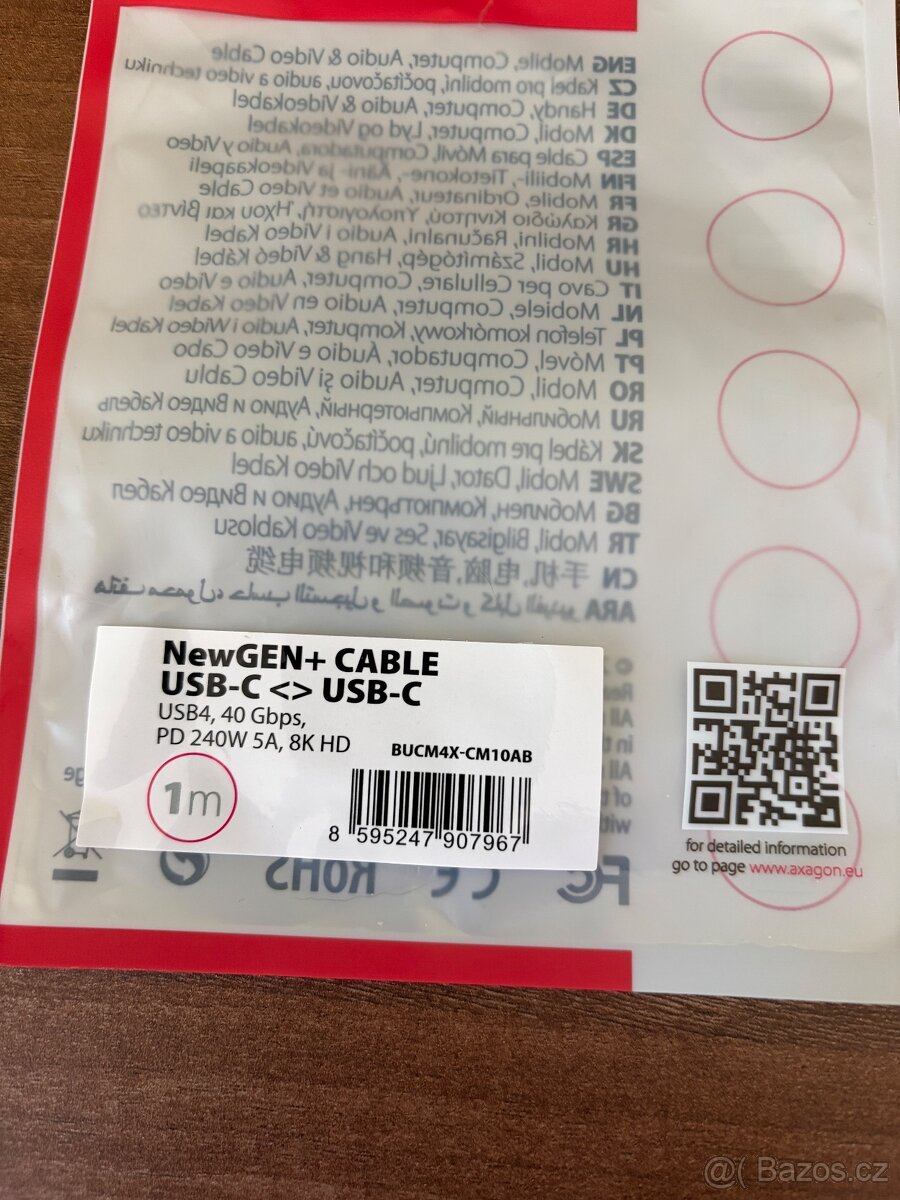 ENG Mobile, Computer, Audio & Video Cable
CZ Kabel pro mobilní, počítačovou, audio a video techniku
DE Handy, Computer, Audio & Videokabel
DK Mobil, Computer, Lyd og Videokabel
ESP Cable para Móvil, Computadora, Audio y Video
FIN Mobiili-, Tietokone-, Ääni- ja Videokaapeli
FR Mobile, Ordinateur, Audio et Video Cable
GR Καλώδιο Κινητού, Υπολογιστή, Ήχου και Βίντεο
HR Mobilni, Računalni, Audio i Video Kabel
HU Mobil, Számítógép, Hang & Videó Kábel
IT Cavo per Cellulare, Computer, Audio e Video
NL Mobiele, Computer, Audio en Video Kabel
PL Telefon komórkowy, Komputer, Audio i Wideo Kabel
PT Móvel, Computador, Audio e Video Cabo
RO Mobil, Computer, Audio și Video Cablu
RU Мобильный, Компьютерный, Аудио и Видео Кабель
SK Kábel pre mobilnú, počítačovú, audio a video techniku
SWE Mobil, Dator, Ljud och Video Kabel
BG Мобилен, Компютърен, Аудио и Видео Кабел
TR Mobil, Bilgisayar, Ses ve Video Kablosu
CN 手机,电脑,音频和视频电缆
ARA
NewGEN+ CABLE
USB-C <> USB-C
USB4, 40 Gbps,
PD 240W 5A, 8K HD
BUCM4X-CM10AB
1m
8 595247 907967
for detailed information
go to page www.axagon.eu
FC CE RoHS
@( Bazos.cz